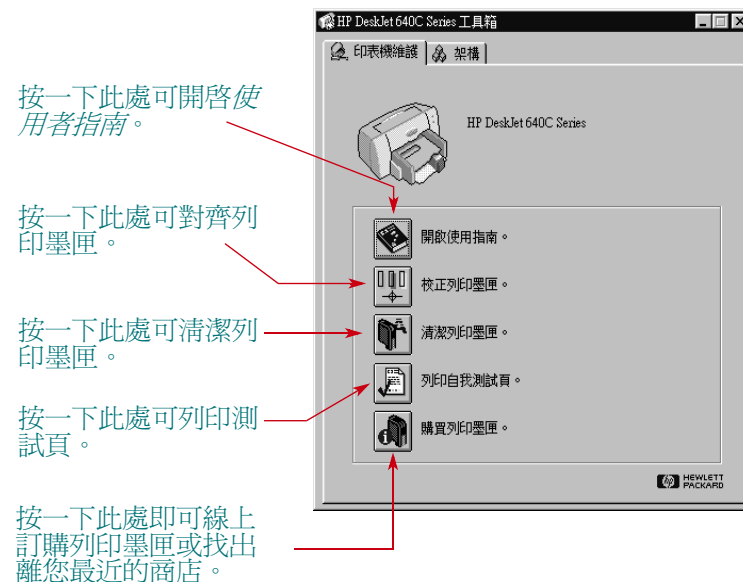 HP DeskJet 640C Series 工具箱
印表機維護
架構
HP DeskJet 640C Series
開啟使用指南。
校正列印墨匣。
清潔列印墨匣。
列印自我測試頁。
購買列印墨匣。
hp HEWLETT
PACKARD
按一下此處可開啓使
用者指南。
按一下此處可對齊列
印墨匣。
按一下此處可清潔列
印墨匣。
按一下此處可列印測
試頁。
按一下此處即可線上
訂購列印墨匣或找出
離您最近的商店。